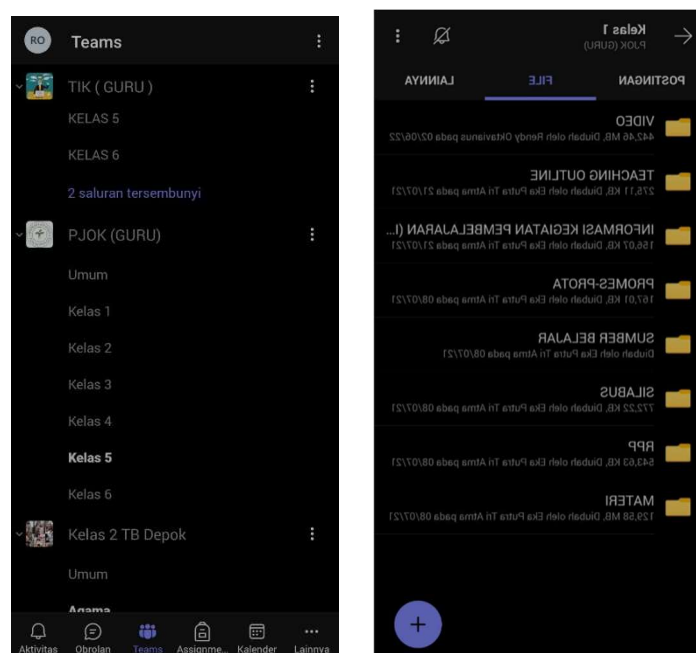 RO Teams
TIK ( GURU )
KELAS 5
KELAS 6
2 saluran tersembunyi
PJOK (GURU)
Umum
Kelas 1
Kelas 2
Kelas 3
Kelas 4
Kelas 5
Kelas 6
Kelas 2 TB Depok
Umum
Agama
Aktivitas Obrolan Teams Assignme... Kalender Lainnya
Kelas 1
PJOK (GURU)
POSTINGAN FILE LAINNYA
VIDEO
442,46 MB, Diubah oleh Rendy Oktavianus pada 02/06/22
TEACHING OUTLINE
275,11 KB, Diubah oleh Eka Putra Tri Atma pada 21/07/21
INFORMASI KEGIATAN PEMBELAJARAN (I...
156,07 KB, Diubah oleh Eka Putra Tri Atma pada 21/07/21
PROMES-PROTA
167,01 KB, Diubah oleh Eka Putra Tri Atma pada 08/07/21
SUMBER BELAJAR
Diubah oleh Eka Putra Tri Atma pada 08/07/21
SILABUS
772,22 KB, Diubah oleh Eka Putra Tri Atma pada 08/07/21
RPP
543,63 KB, Diubah oleh Eka Putra Tri Atma pada 08/07/21
MATERI
129,58 MB, Diubah oleh Eka Putra Tri Atma pada 08/07/21